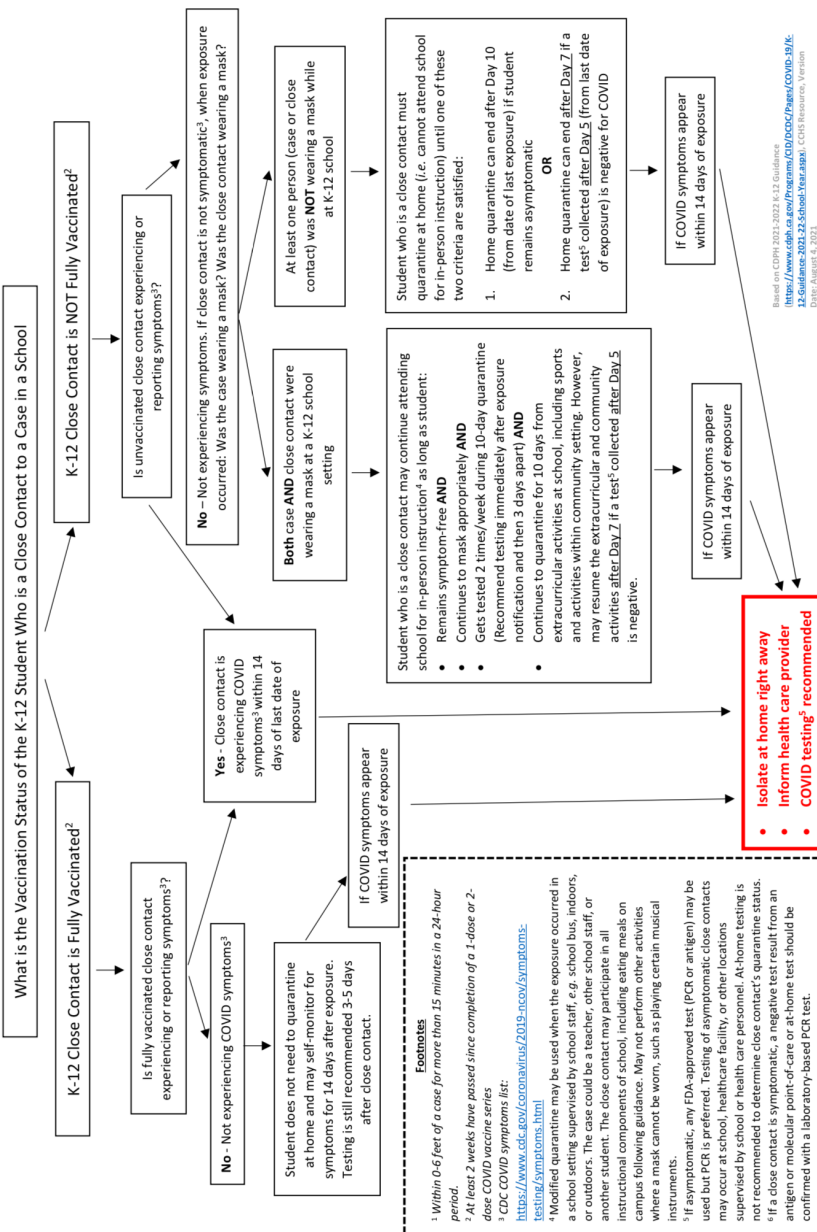 What is the Vaccination Status of the K-12 Student Who is a Close Contact to a Case in a School
K-12 Close Contact is Fully Vaccinated²
K-12 Close Contact is NOT Fully Vaccinated²
Is fully vaccinated close contact
experiencing or reporting symptoms³?
Is unvaccinated close contact experiencing or
reporting symptoms³?
No - Not experiencing COVID symptoms³
Yes - Close contact is
experiencing COVID
symptoms³ within 14
days of last date of
exposure
No – Not experiencing symptoms. If close contact is not symptomatic³, when exposure
occurred: Was the case wearing a mask? Was the close contact wearing a mask?
Student does not need to quarantine
at home and may self-monitor for
symptoms for 14 days after exposure.
Testing is still recommended 3-5 days
after close contact.
Both case AND close contact were
wearing a mask at a K-12 school
setting
At least one person (case or close
contact) was NOT wearing a mask while
at K-12 school
If COVID symptoms appear
within 14 days of exposure
Student who is a close contact may continue attending
school for in-person instruction⁴ as long as student:
• Remains symptom-free AND
• Continues to mask appropriately AND
• Gets tested 2 times/week during 10-day quarantine
(Recommend testing immediately after exposure
notification and then 3 days apart) AND
• Continues to quarantine for 10 days from
extracurricular activities at school, including sports
and activities within community setting. However,
may resume the extracurricular and community
activities after Day 7 if a test⁵ collected after Day 5
is negative.
Student who is a close contact must
quarantine at home (i.e. cannot attend school
for in-person instruction) until one of these
two criteria are satisfied:
1. Home quarantine can end after Day 10
(from date of last exposure) if student
remains asymptomatic
OR
2. Home quarantine can end after Day 7 if a
test⁵ collected after Day 5 (from last date
of exposure) is negative for COVID
If COVID symptoms appear
within 14 days of exposure
If COVID symptoms appear
within 14 days of exposure
• Isolate at home right away
• Inform health care provider
• COVID testing⁵ recommended
Footnotes
¹ Within 0-6 feet of a case for more than 15 minutes in a 24-hour
period.
² At least 2 weeks have passed since completion of a 1-dose or 2-
dose COVID vaccine series
³ CDC COVID symptoms list:
https://www.cdc.gov/coronavirus/2019-ncov/symptoms-
testing/symptoms.html
⁴ Modified quarantine may be used when the exposure occurred in
a school setting supervised by school staff, e.g. school bus, indoors,
or outdoors. The case could be a teacher, other school staff, or
another student. The close contact may participate in all
instructional components of school, including eating meals on
campus following guidance. May not perform other activities
where a mask cannot be worn, such as playing certain musical
instruments.
⁵ If asymptomatic, any FDA-approved test (PCR or antigen) may be
used but PCR is preferred. Testing of asymptomatic close contacts
may occur at school, healthcare facility, or other locations
supervised by school or health care personnel. At-home testing is
not recommended to determine close contact's quarantine status.
⁶ If a close contact is symptomatic, a negative test result from an
antigen or molecular point-of-care or at-home test should be
confirmed with a laboratory-based PCR test.
Based on CDPH 2021-2022 K-12 Guidance
(https://www.cdph.ca.gov/Programs/CID/DCDC/Pages/COVID-19/K-
12-Guidance-2021-22-School-Year.aspx), CCHS Resource, Version
Date: August 4, 2021